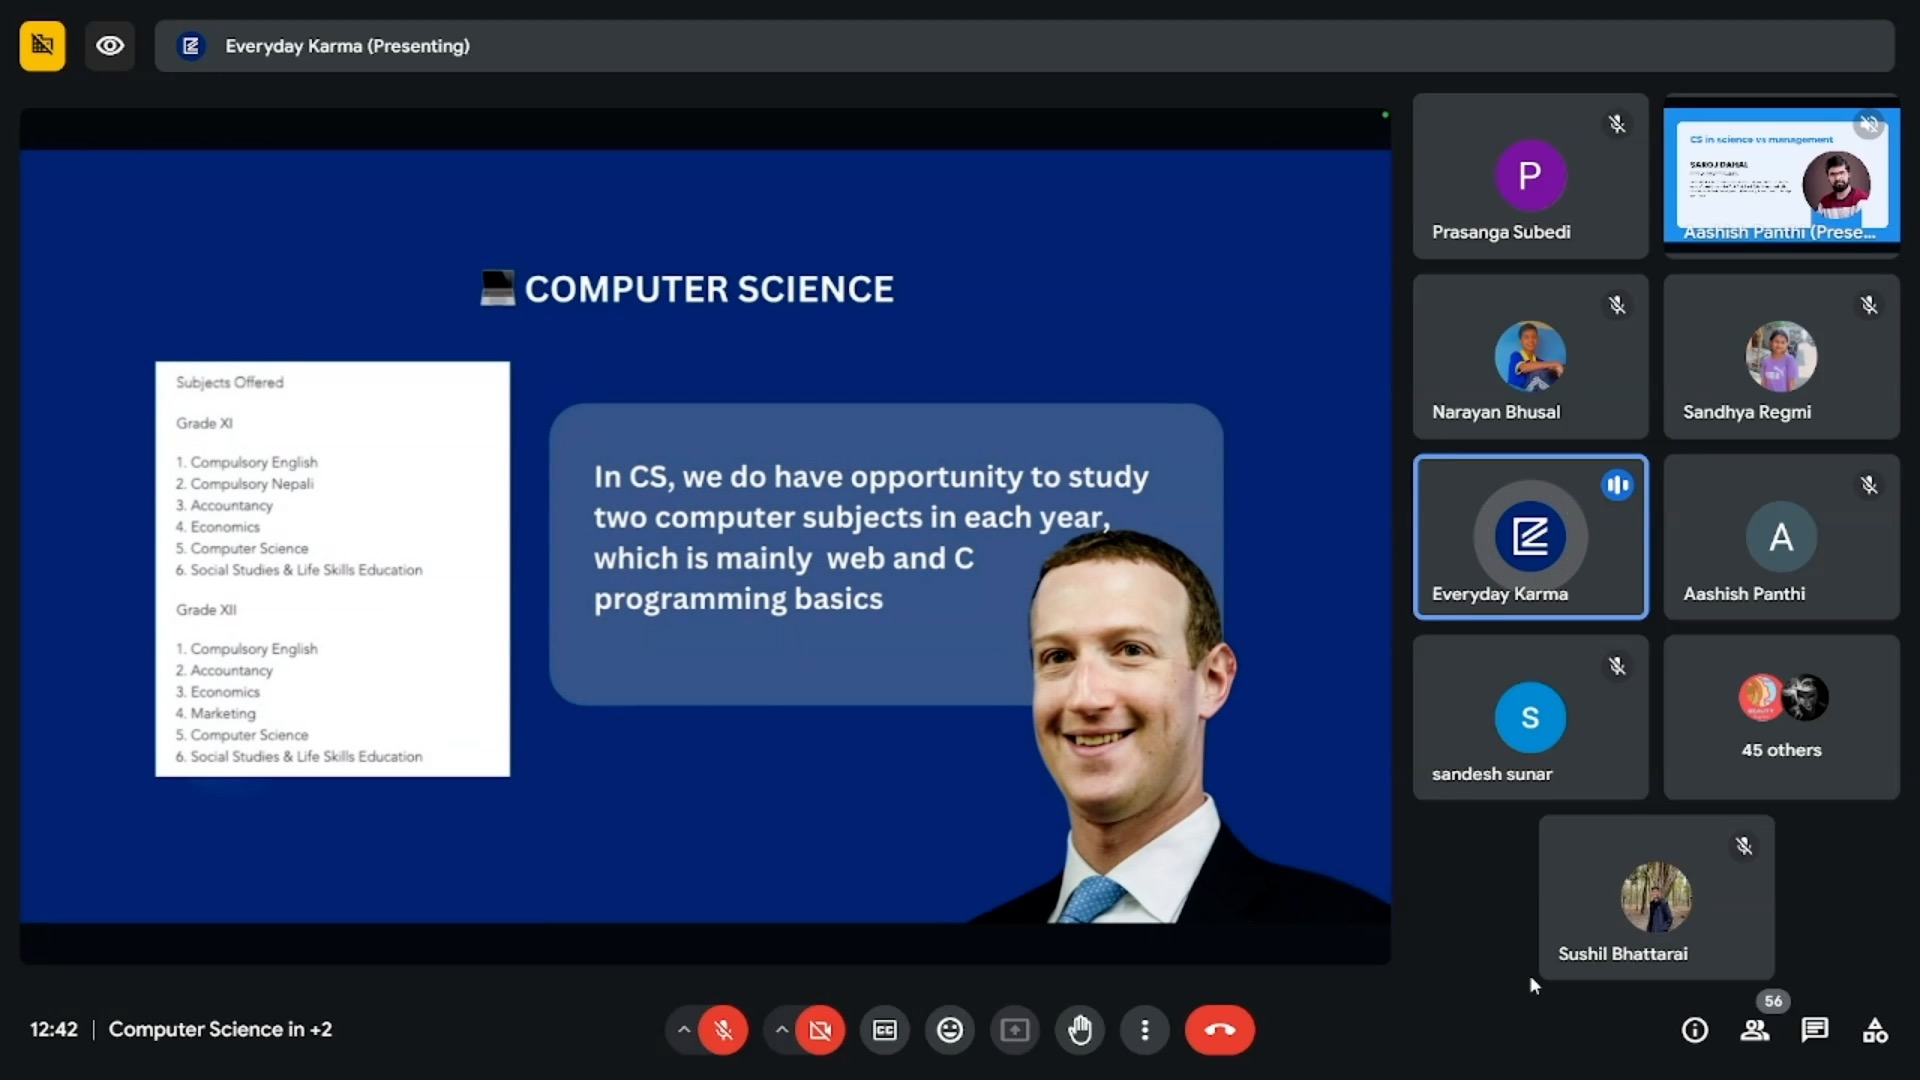 Everyday Karma (Presenting)
COMPUTER SCIENCE
Subjects Offered
Grade XI
1. Compulsory English
2. Compulsory Nepali
3. Accountancy
4. Economics
5. Computer Science
6. Social Studies & Life Skills Education
Grade XII
1. Compulsory English
2. Accountancy
3. Economics
4. Marketing
5. Computer Science
6. Social Studies & Life Skills Education
In CS, we do have opportunity to study
two computer subjects in each year,
which is mainly web and C
programming basics
P
Prasanga Subedi
CS in science vs management
SAROJ DAHAL
Aashish Panthi (Prese...
Narayan Bhusal
Sandhya Regmi
Everyday Karma
A
Aashish Panthi
S
sandesh sunar
BEAUTY
45 others
Sushil Bhattarai
12:42 | Computer Science in +2
CC
56